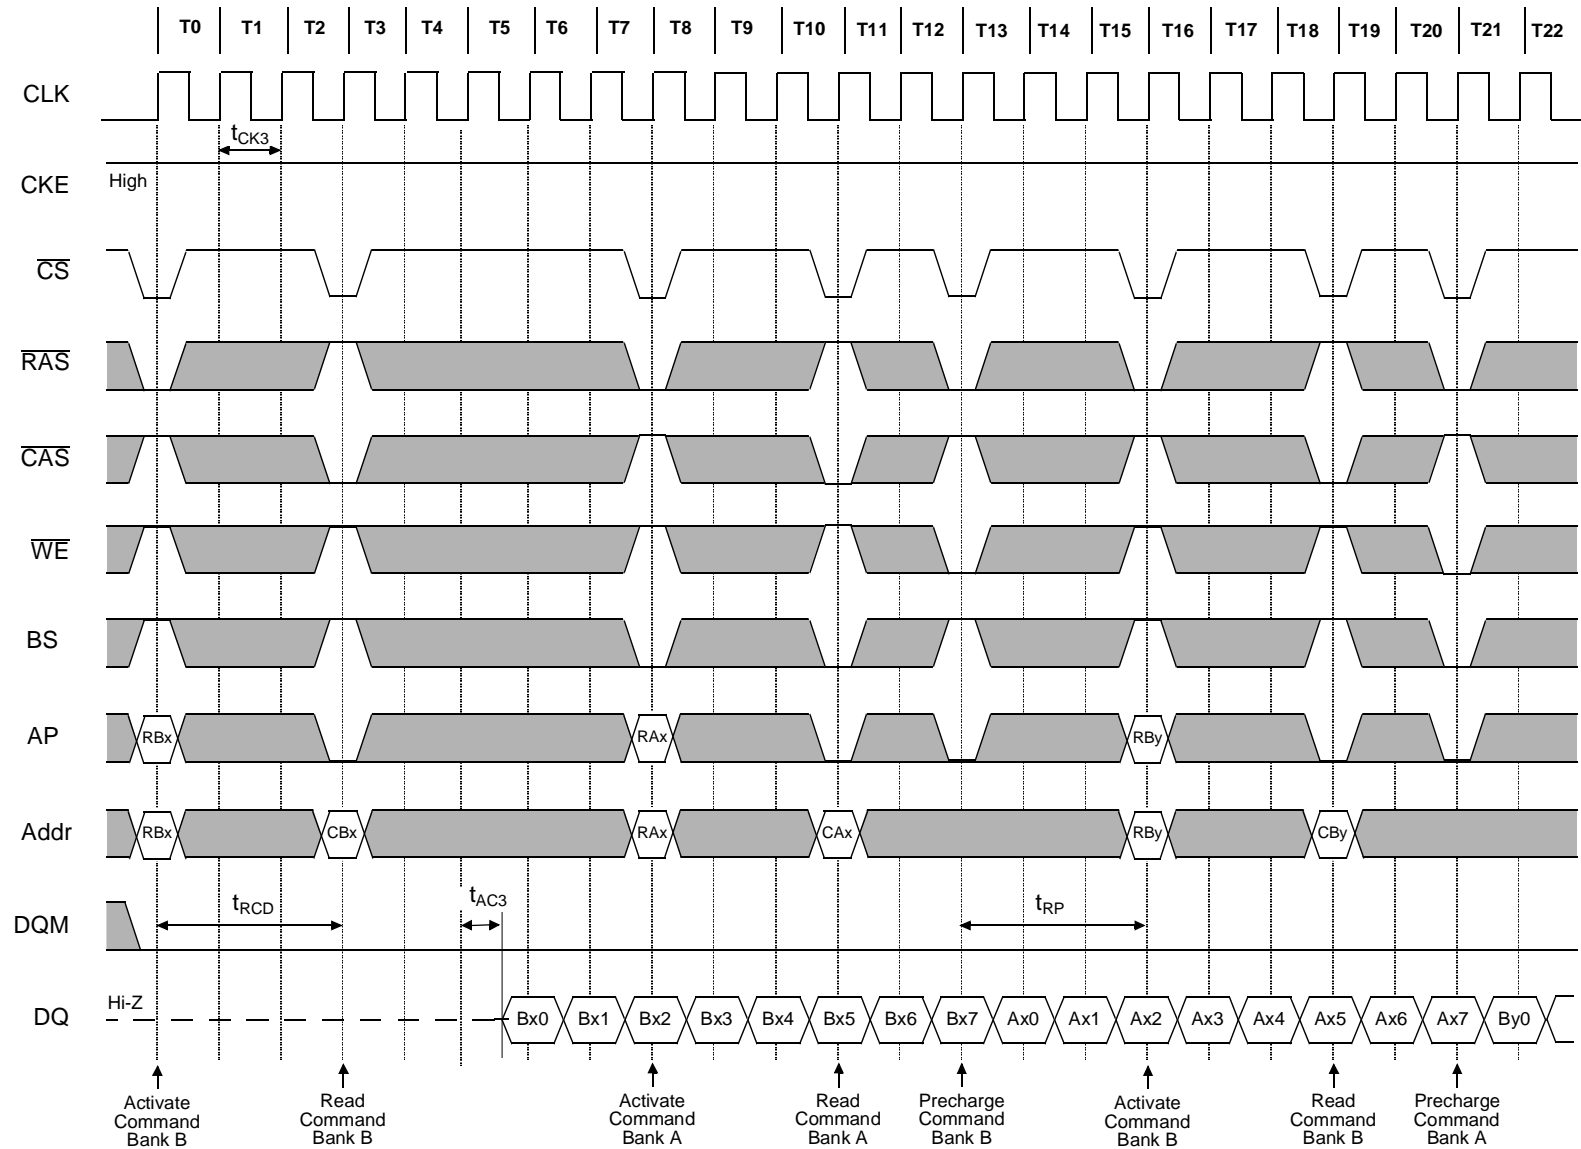 T0 T1 T2 T3 T4 T5 T6 T7 T8 T9 T10 T11 T12 T13 T14 T15 T16 T17 T18 T19 T20 T21 T22
CLK
tCK3
CKE
High
CS
RAS
CAS
WE
BS
AP
RBx RAx RBy
Addr
RBx CBx RAx CAx RBy CBy
DQM
tRCD tAC3 tRP
DQ
Hi-Z
Bx0 Bx1 Bx2 Bx3 Bx4 Bx5 Bx6 Bx7 Ax0 Ax1 Ax2 Ax3 Ax4 Ax5 Ax6 Ax7 By0
Activate
Command
Bank B
Read
Command
Bank B
Activate
Command
Bank A
Read
Command
Bank A
Precharge
Command
Bank B
Activate
Command
Bank B
Read
Command
Bank B
Precharge
Command
Bank A